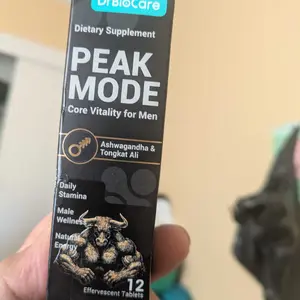 DrBioCare
Dietary Supplement
PEAK
MODE
Core Vitality for Men
Ashwagandha &
Tongkat Ali
Daily
Stamina
Male
Wellness
Natural
Energy
12
Effervescent Tablets